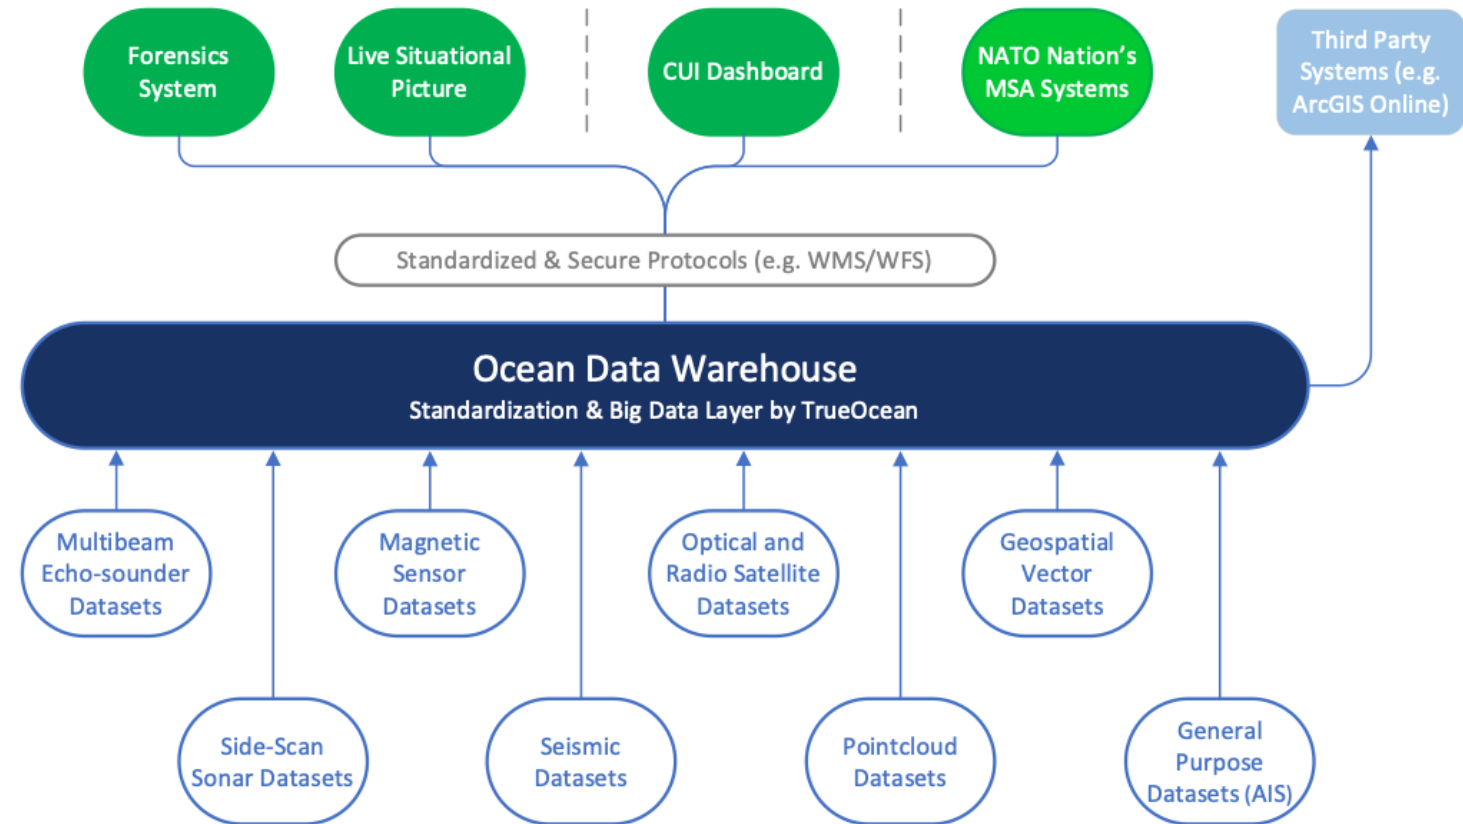 Forensics
System
Live Situational
Picture
CUI Dashboard
NATO Nation's
MSA Systems
Third Party
Systems (e.g.
ArcGIS Online)
Standardized & Secure Protocols (e.g. WMS/WFS)
Ocean Data Warehouse
Standardization & Big Data Layer by TrueOcean
Multibeam
Echo-sounder
Datasets
Magnetic
Sensor
Datasets
Optical and
Radio Satellite
Datasets
Geospatial
Vector
Datasets
Side-Scan
Sonar Datasets
Seismic
Datasets
Pointcloud
Datasets
General
Purpose
Datasets (AIS)